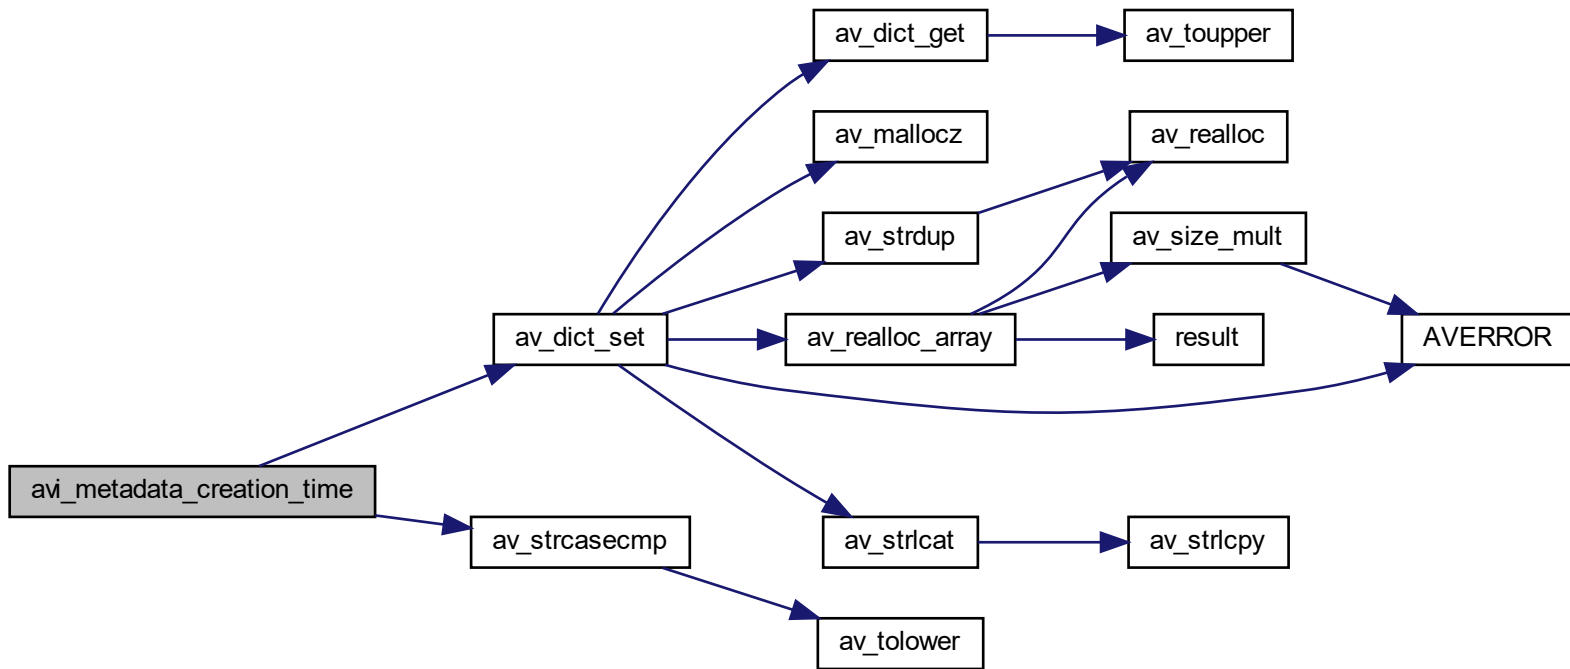 av_dict_get
av_toupper
av_mallocz
av_realloc
av_strdup
av_size_mult
av_dict_set
av_realloc_array
result
AVERROR
avi_metadata_creation_time
av_strcasecmp
av_strlcat
av_strlcpy
av_tolower